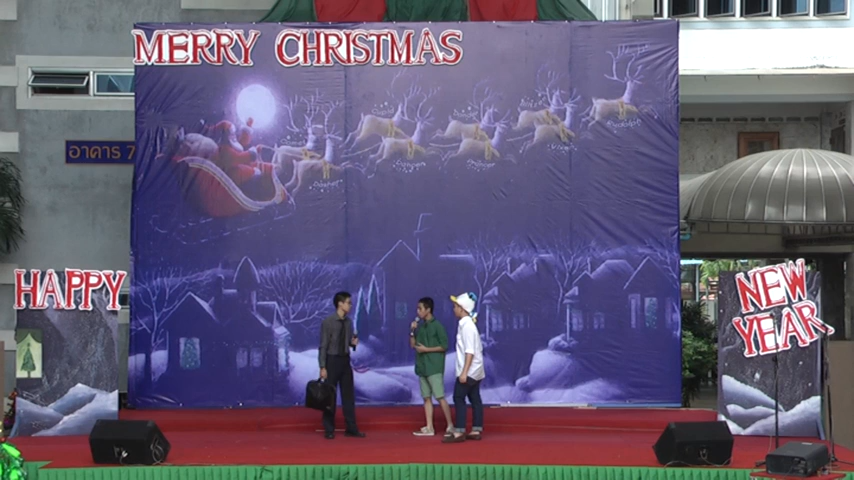 MERRY CHRISTMAS
อาคาร 7
HAPPY
NEW
YEAR